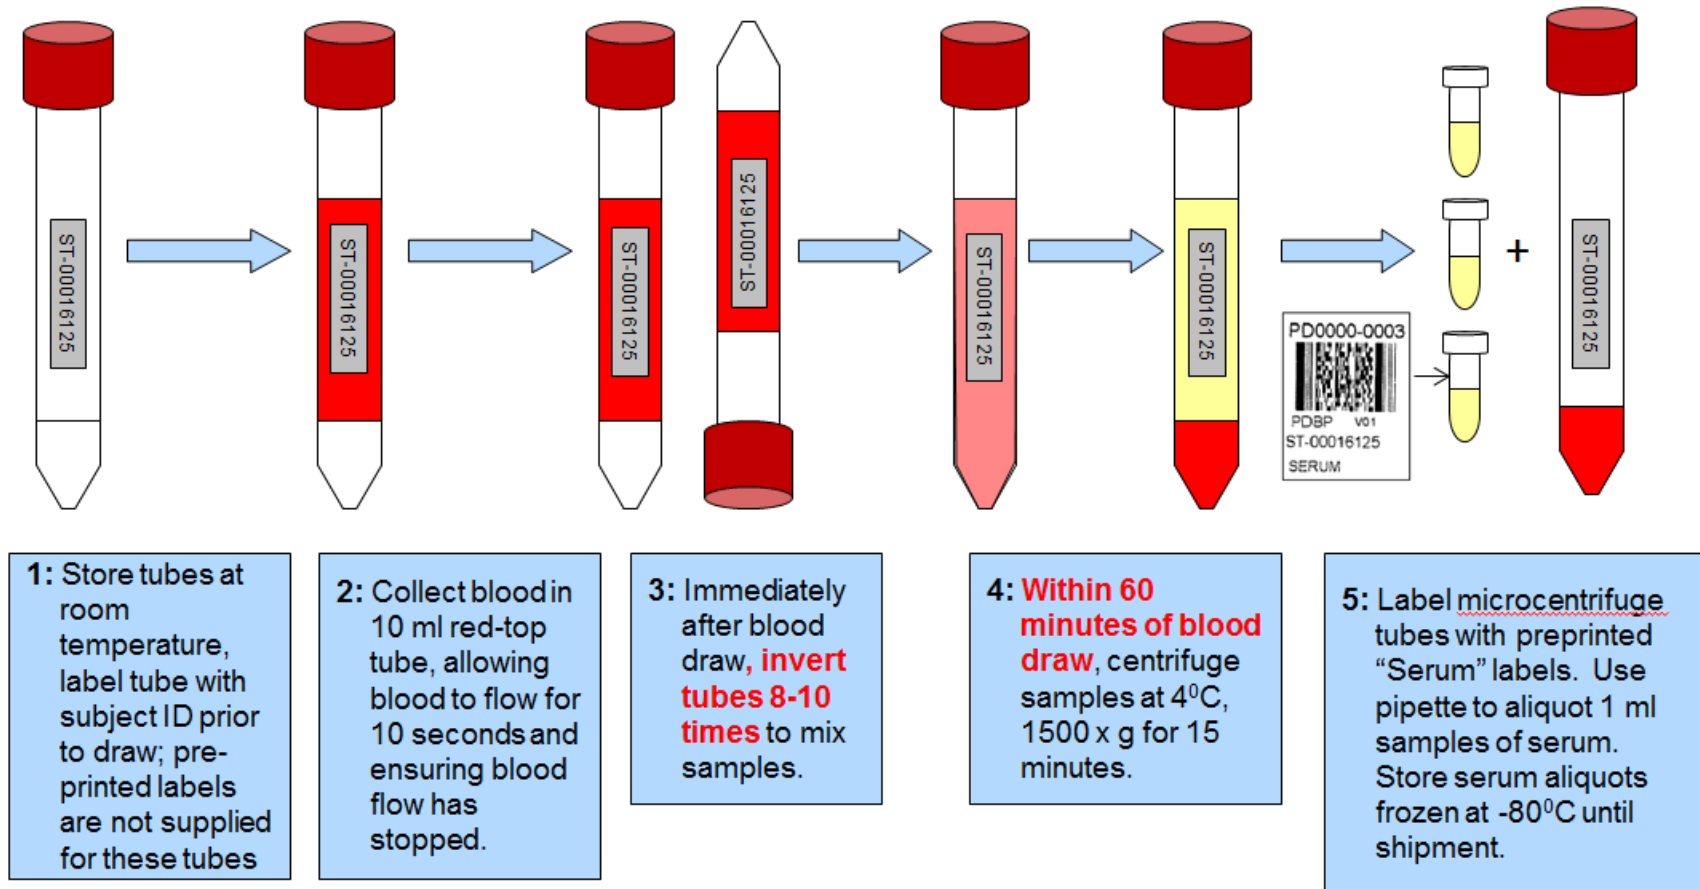 ST-00016125
ST-00016125
ST-00016125
ST-00016125
ST-00016125
ST-00016125
PD0000-0003
PDBP V01
ST-00016125
SERUM
+
ST-00016125
1: Store tubes at
room
temperature,
label tube with
subject ID prior
to draw; pre-
printed labels
are not supplied
for these tubes
2: Collect blood in
10 ml red-top
tube, allowing
blood to flow for
10 seconds and
ensuring blood
flow has
stopped.
3: Immediately
after blood
draw, invert
tubes 8-10
times to mix
samples.
4: Within 60
minutes of blood
draw, centrifuge
samples at 4⁰C,
1500 x g for 15
minutes.
5: Label microcentrifuge
tubes with preprinted
“Serum” labels. Use
pipette to aliquot 1 ml
samples of serum.
Store serum aliquots
frozen at -80⁰C until
shipment.